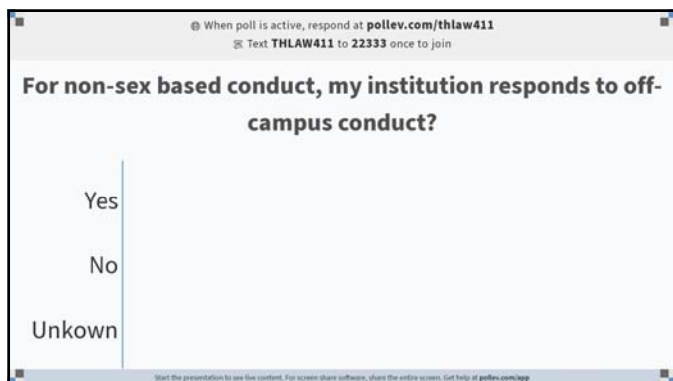 When poll is active, respond at pollev.com/thlaw411
Text THLAW411 to 22333 once to join
For non-sex based conduct, my institution responds to off-
campus conduct?
Yes
No
Unkown
Start the presentation to see live content. For screen share software, share the entire screen. Get help at pollev.com/app